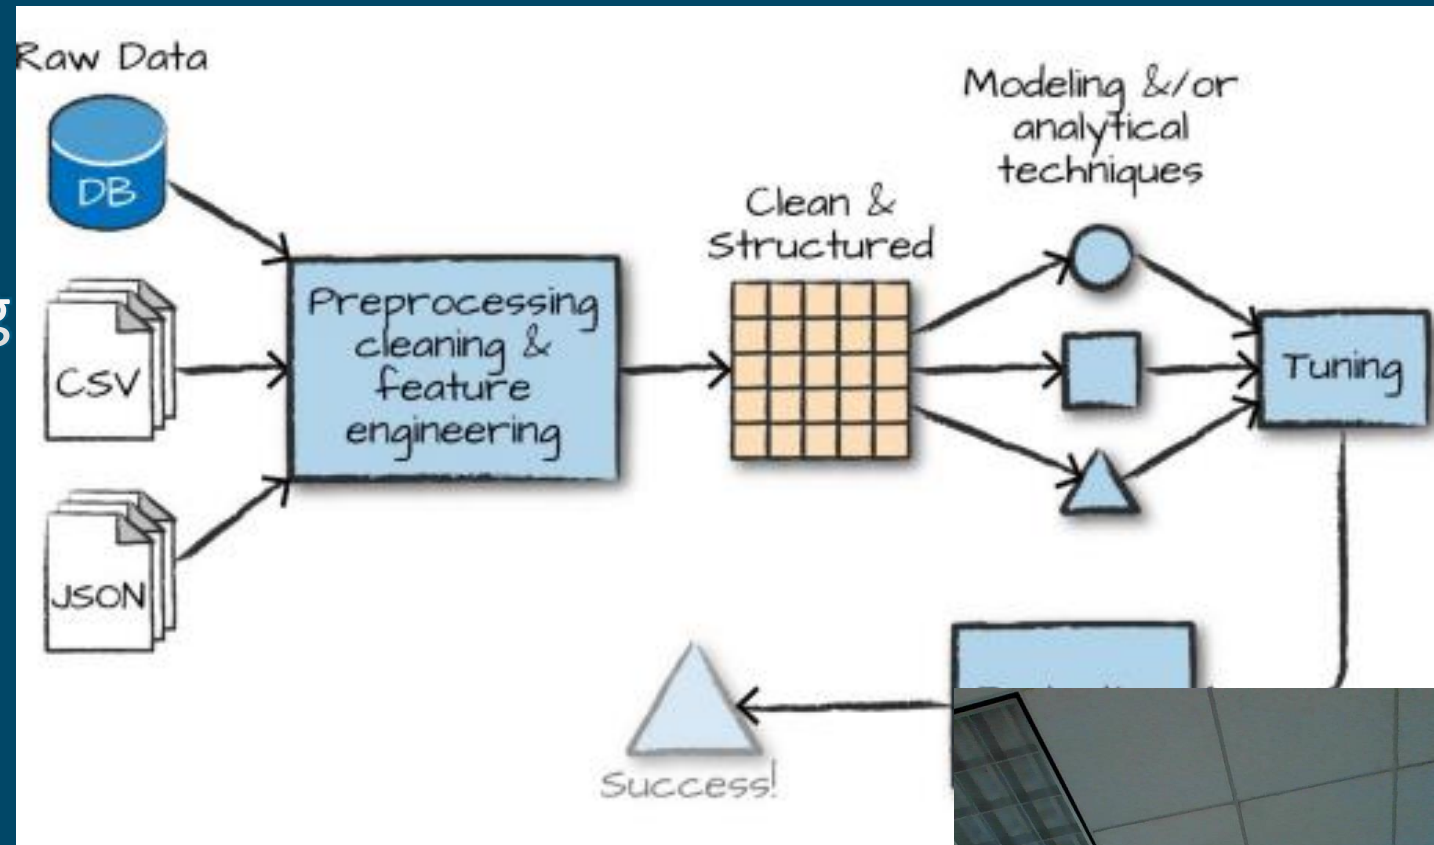 Raw Data
DB
CSV
JSON
Preprocessing
cleaning &
feature
engineering
Clean &
Structured
Modeling &/or
analytical
techniques
Tuning
Success!